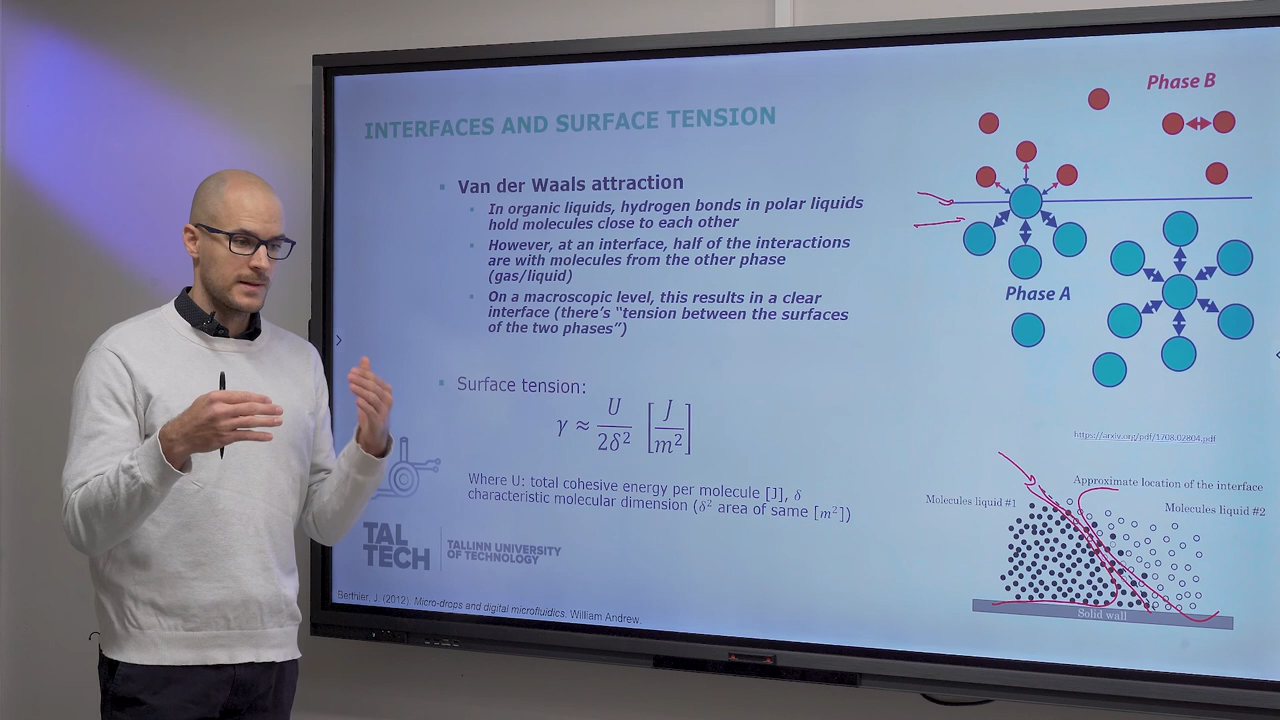 INTERFACES AND SURFACE TENSION
Van der Waals attraction
In organic liquids, hydrogen bonds in polar liquids
hold molecules close to each other
However, at an interface, half of the interactions
are with molecules from the other phase
(gas/liquid)
On a macroscopic level, this results in a clear
interface (there's "tension between the surfaces
of the two phases")
Surface tension:
γ ≈ U/2δ² [J/m²]
Where U: total cohesive energy per molecule [J], δ
characteristic molecular dimension (δ² area of same [m²])
TAL
TECH
TALLINN UNIVERSITY
OF TECHNOLOGY
Berthier, J. (2012) Micro-drops and digital microfluidics. William Andrew.
Phase B
Phase A
https://arxiv.org/pdf/1708.02804.pdf
Approximate location of the interface
Molecules liquid #1
Molecules liquid #2
Solid wall